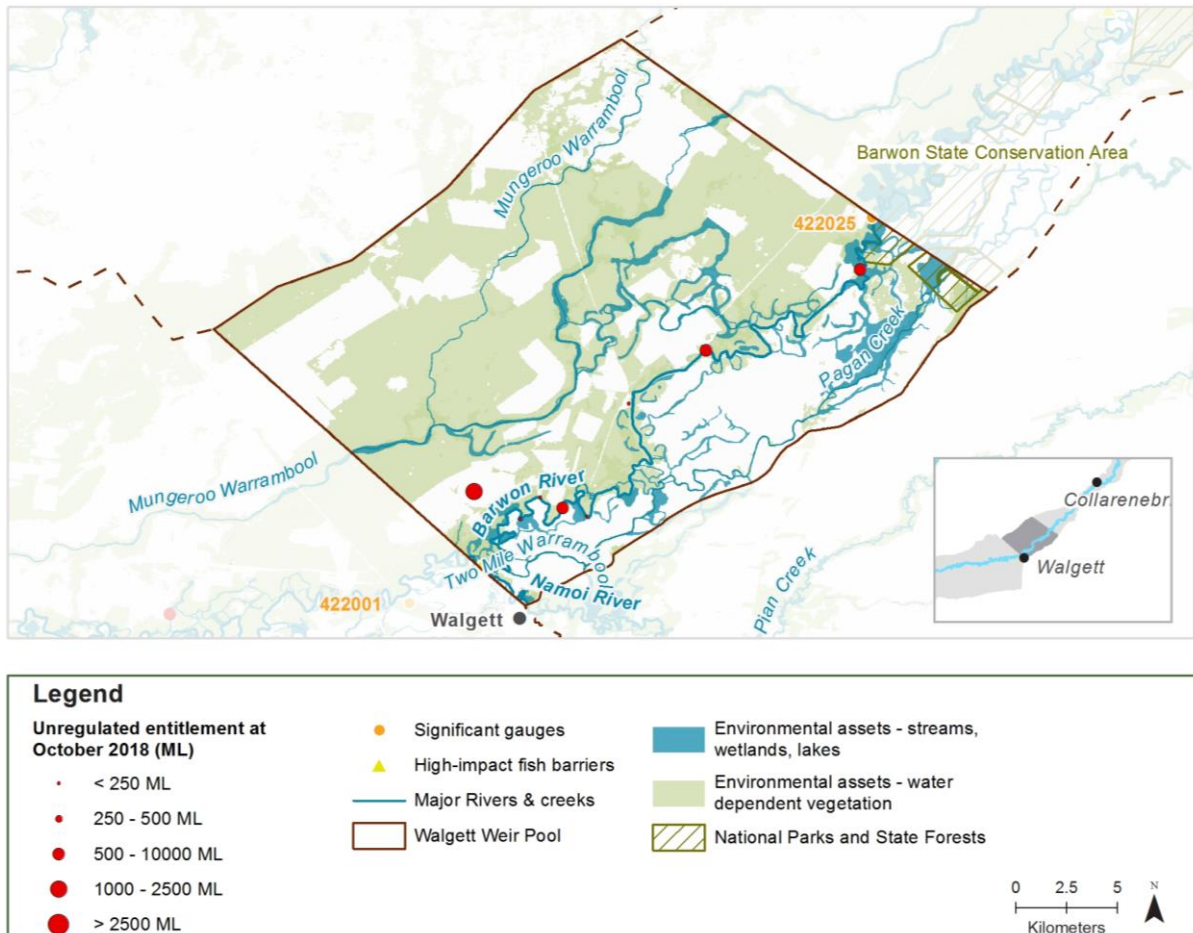 Mungeroo Warrambool
Barwon State Conservation Area
422025
Pagan Creek
Mungeroo Warrambool
Barwon River
Two Mile Warrambool
Namoi River
422001
Walgett
Pian Creek
Collarenebr.
Walgett
Legend
Unregulated entitlement at
October 2018 (ML)
< 250 ML
250 - 500 ML
500 - 10000 ML
1000 - 2500 ML
> 2500 ML
Significant gauges
High-impact fish barriers
Major Rivers & creeks
Walgett Weir Pool
Environmental assets - streams,
wetlands, lakes
Environmental assets - water
dependent vegetation
National Parks and State Forests
0 2.5 5
Kilometers
N